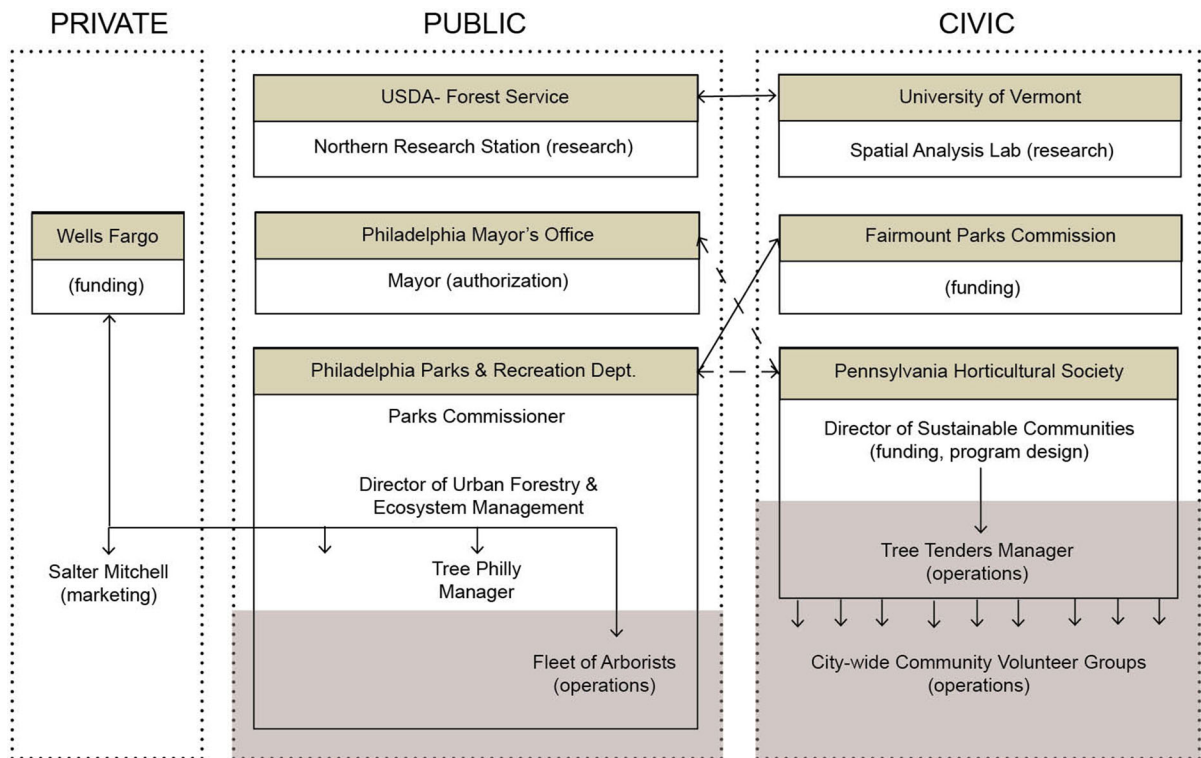 PRIVATE
PUBLIC
CIVIC
USDA- Forest Service
Northern Research Station (research)
University of Vermont
Spatial Analysis Lab (research)
Wells Fargo
(funding)
Philadelphia Mayor's Office
Mayor (authorization)
Fairmount Parks Commission
(funding)
Philadelphia Parks & Recreation Dept.
Parks Commissioner
Director of Urban Forestry &
Ecosystem Management
Pennsylvania Horticultural Society
Director of Sustainable Communities
(funding, program design)
Salter Mitchell
(marketing)
Tree Philly
Manager
Tree Tenders Manager
(operations)
Fleet of Arborists
(operations)
City-wide Community Volunteer Groups
(operations)